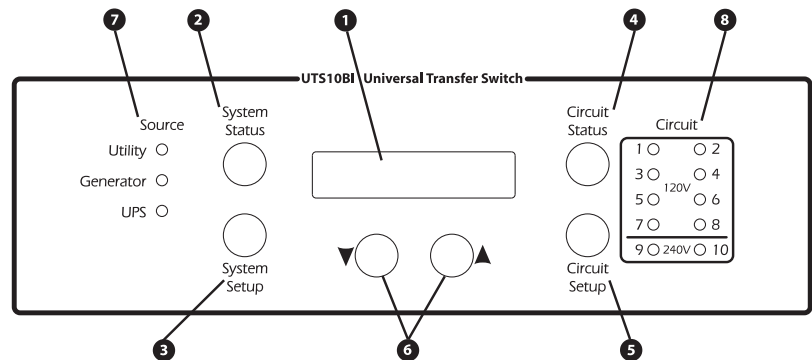 7 2 1 4 8
UTS10BI Universal Transfer Switch
Source
System
Status
Circuit
Status
Circuit
Utility
Generator
UPS
1 2
3 4
120V
5 6
7 8
9 240V 10
▼ ▲
System
Setup
Circuit
Setup
3 6 5